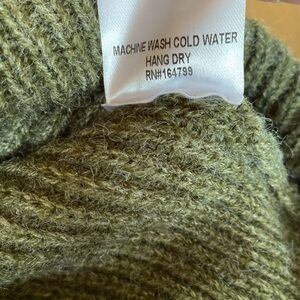 MACHINE WASH COLD WATER
HANG DRY
RN#164799